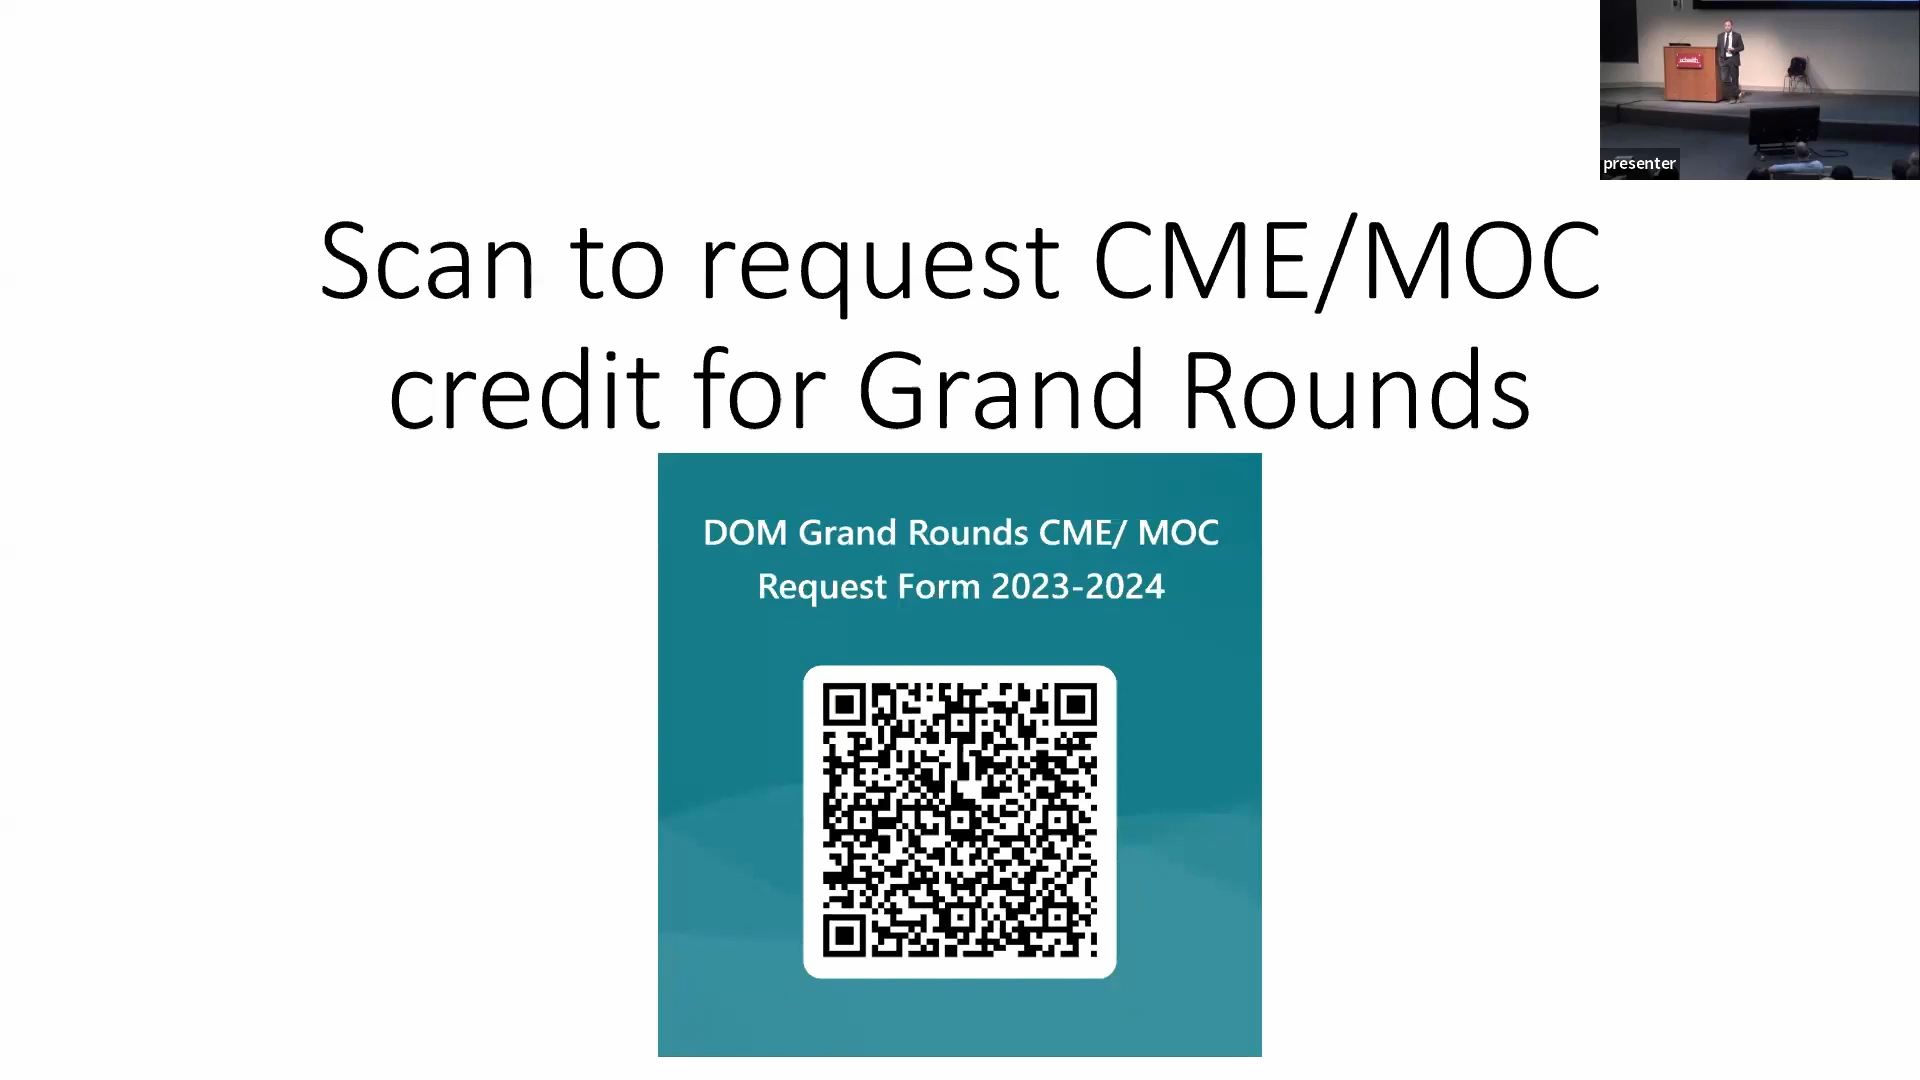 Scan to request CME/MOC
credit for Grand Rounds
DOM Grand Rounds CME/ MOC
Request Form 2023-2024
presenter